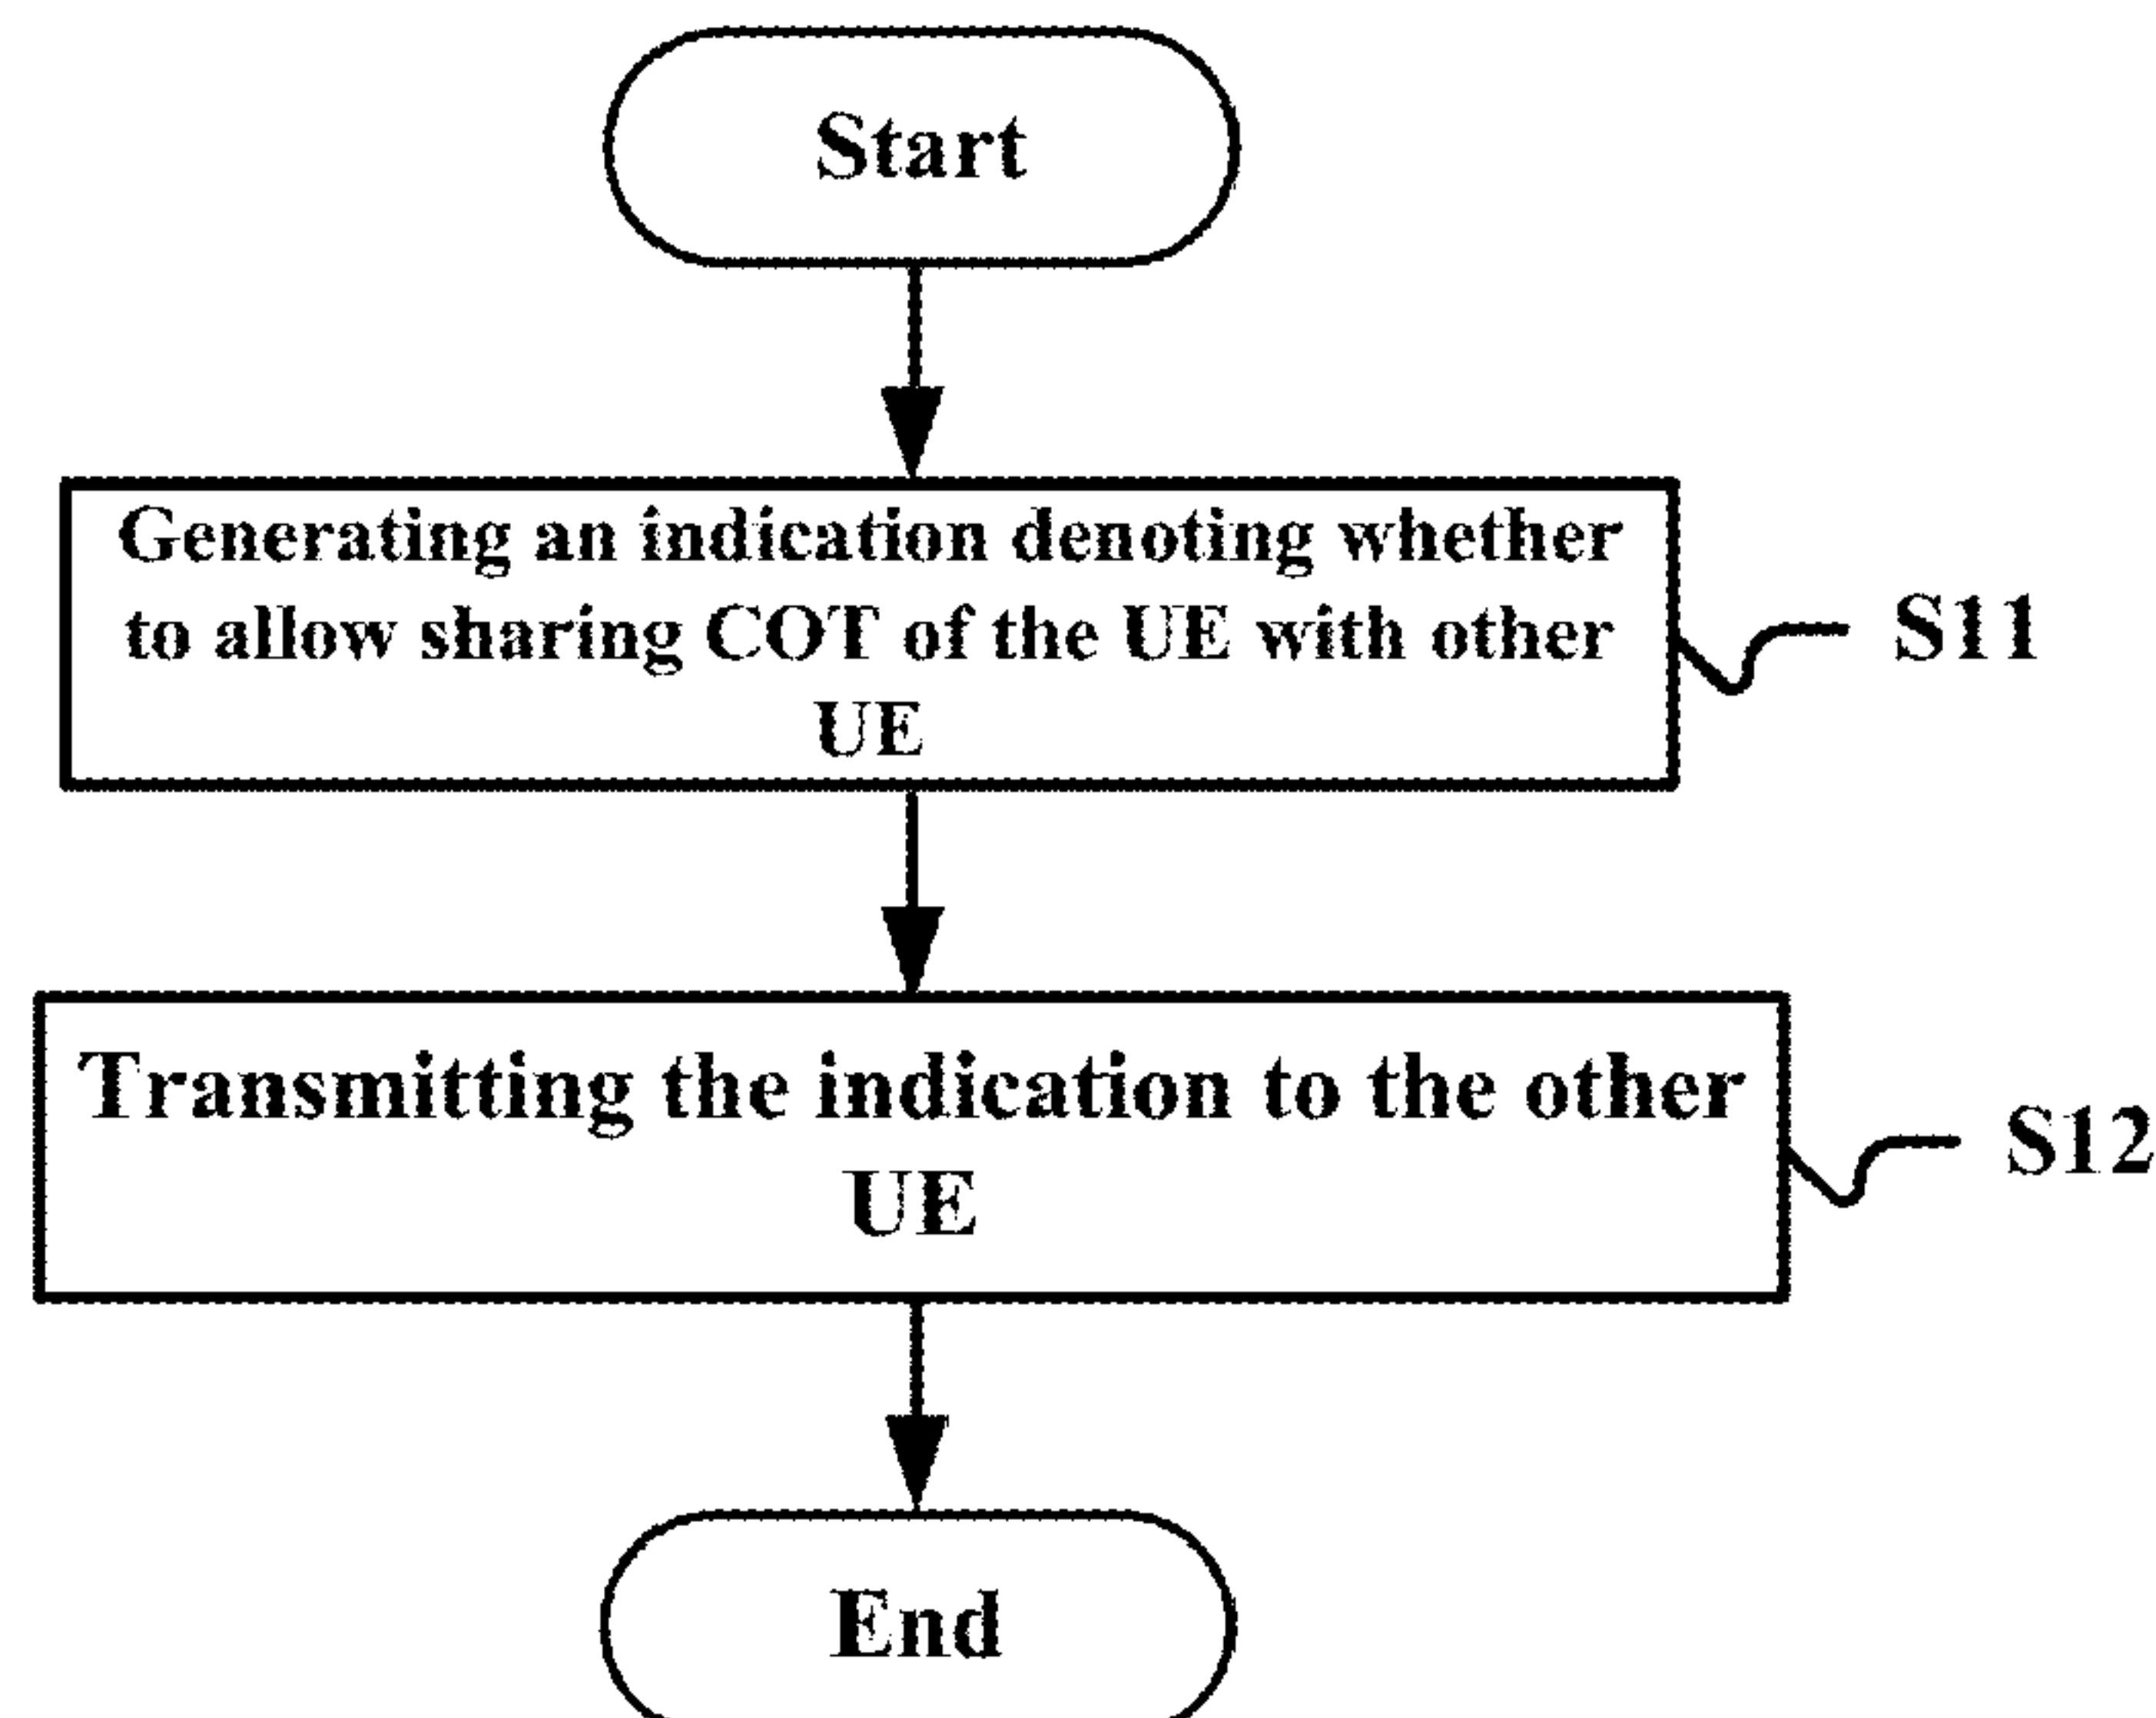 Start
Generating an indication denoting whether
to allow sharing COT of the UE with other
UE
S11
Transmitting the indication to the other
UE
S12
End